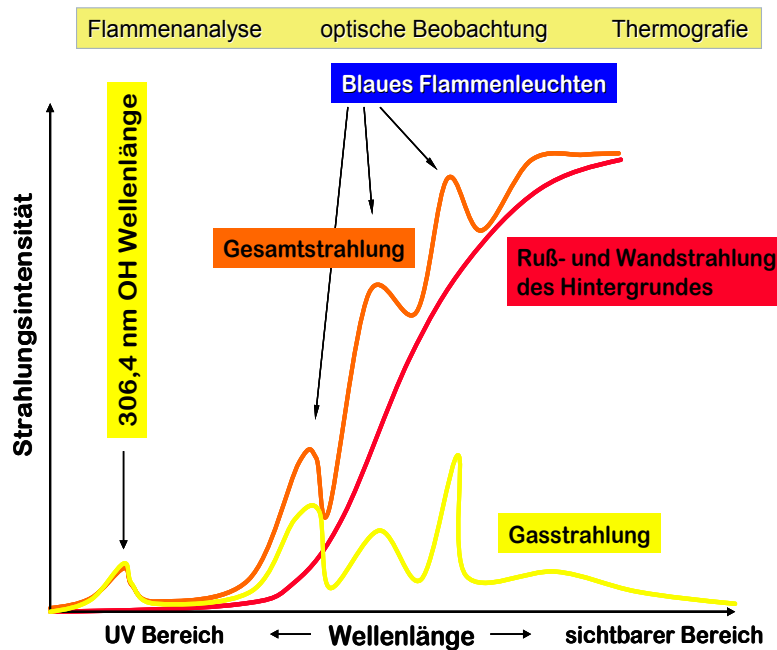 Flammenanalyse optische Beobachtung Thermografie
Blaues Flammenleuchten
306,4 nm OH Wellenlänge
Strahlungsintensität
Gesamtstrahlung
Ruß- und Wandstrahlung
des Hintergrundes
Gasstrahlung
UV Bereich Wellenlänge sichtbarer Bereich